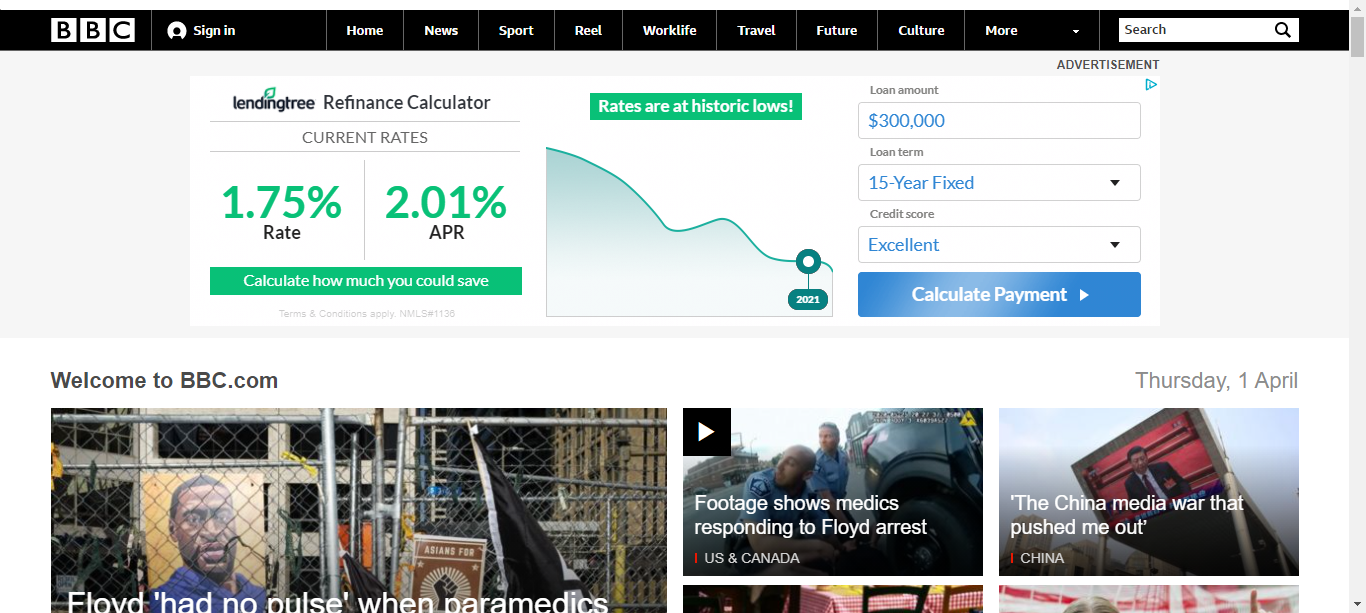 BBC
Sign in
Home
News
Sport
Reel
Worklife
Travel
Future
Culture
More
Search
ADVERTISEMENT
lendingtree Refinance Calculator
CURRENT RATES
1.75%
Rate
2.01%
APR
Calculate how much you could save
Terms & Conditions apply. NMLS#1136
Rates are at historic lows!
2021
Loan amount
$300,000
Loan term
15-Year Fixed
Credit score
Excellent
Calculate Payment
Welcome to BBC.com
Thursday, 1 April
ASIANS FOR
Floyd 'had no pulse' when paramedics
Footage shows medics
responding to Floyd arrest
US & CANADA
'The China media war that
pushed me out’
CHINA